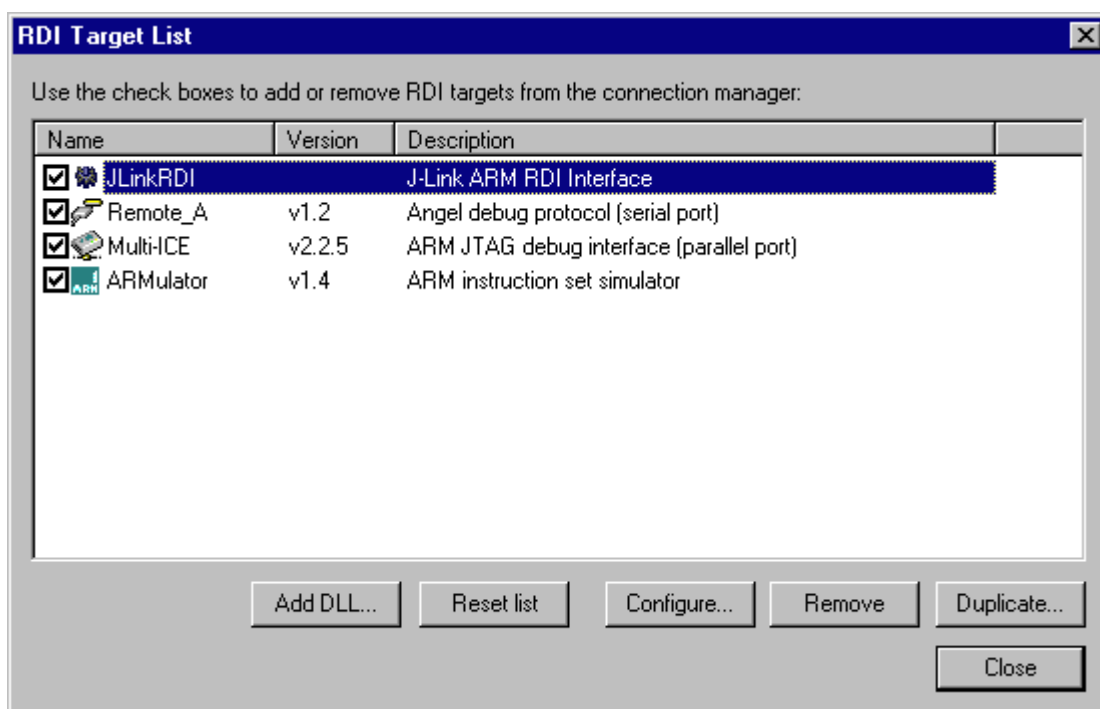 RDI Target List
Use the check boxes to add or remove RDI targets from the connection manager:
Name Version Description
JLinkRDI J-Link ARM RDI Interface
Remote_A v1.2 Angel debug protocol (serial port)
Multi-ICE v2.2.5 ARM JTAG debug interface (parallel port)
ARM ARMulator v1.4 ARM instruction set simulator
Add DLL... Reset list Configure... Remove Duplicate...
Close